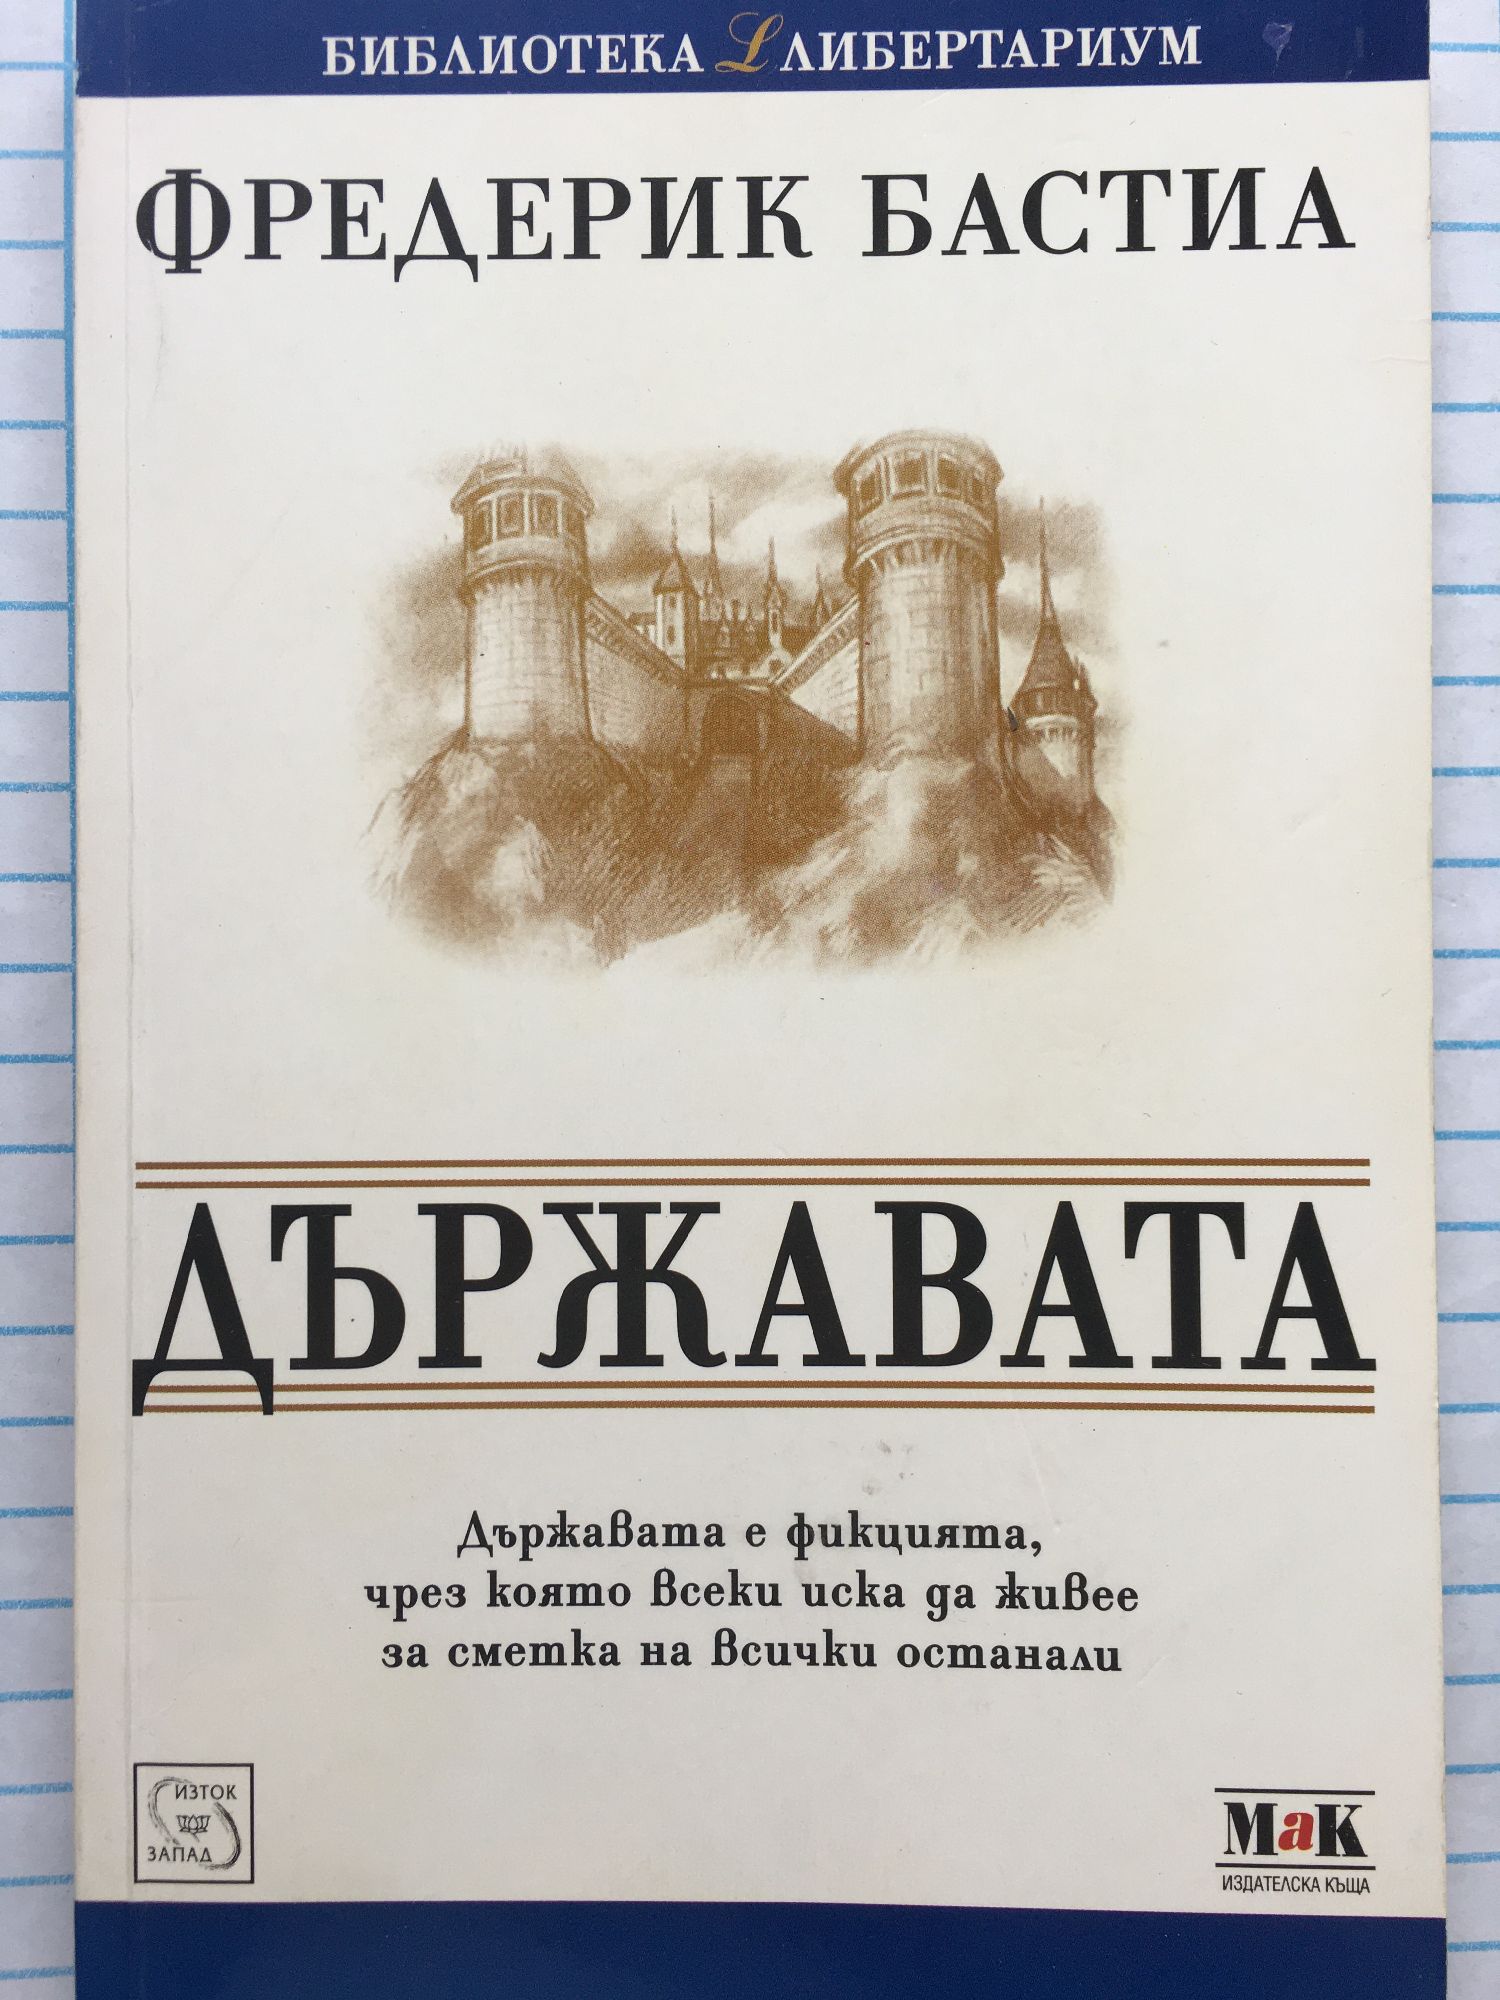 БИБЛИОТЕКА L ЛИБЕРТАРИУМ
ФРЕДЕРИК БАСТИА
ДЪРЖАВАТА
Държавата е фикцията,
чрез която всеки иска да живее
за сметка на всички останали
ИЗТОК
ЗАПАД
МаК
ИЗДАТЕЛСКА КЪЩА